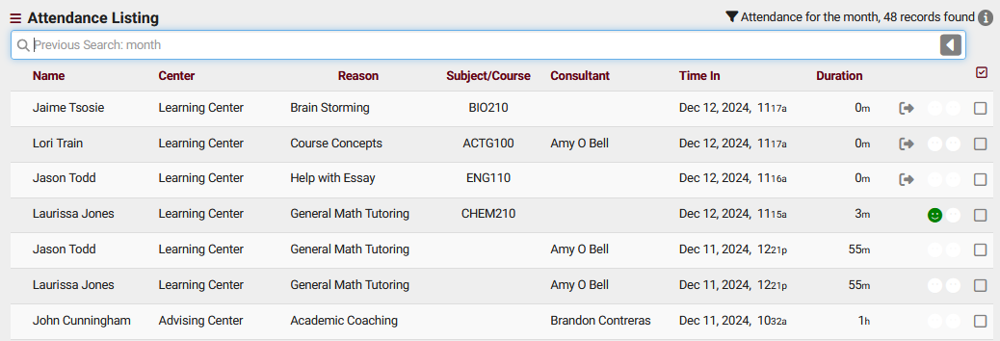 Attendance Listing
Attendance for the month, 48 records found
Previous Search: month
Name Center Reason Subject/Course Consultant Time In Duration
Jaime Tsosie Learning Center Brain Storming BIO210 Dec 12, 2024, 1117a 0m
Lori Train Learning Center Course Concepts ACTG100 Amy O Bell Dec 12, 2024, 1117a 0m
Jason Todd Learning Center Help with Essay ENG110 Dec 12, 2024, 1116a 0m
Laurissa Jones Learning Center General Math Tutoring CHEM210 Dec 12, 2024, 1115a 3m
Jason Todd Learning Center General Math Tutoring Amy O Bell Dec 11, 2024, 1221p 55m
Laurissa Jones Learning Center General Math Tutoring Amy O Bell Dec 11, 2024, 1221p 55m
John Cunningham Advising Center Academic Coaching Brandon Contreras Dec 11, 2024, 1032a 1h